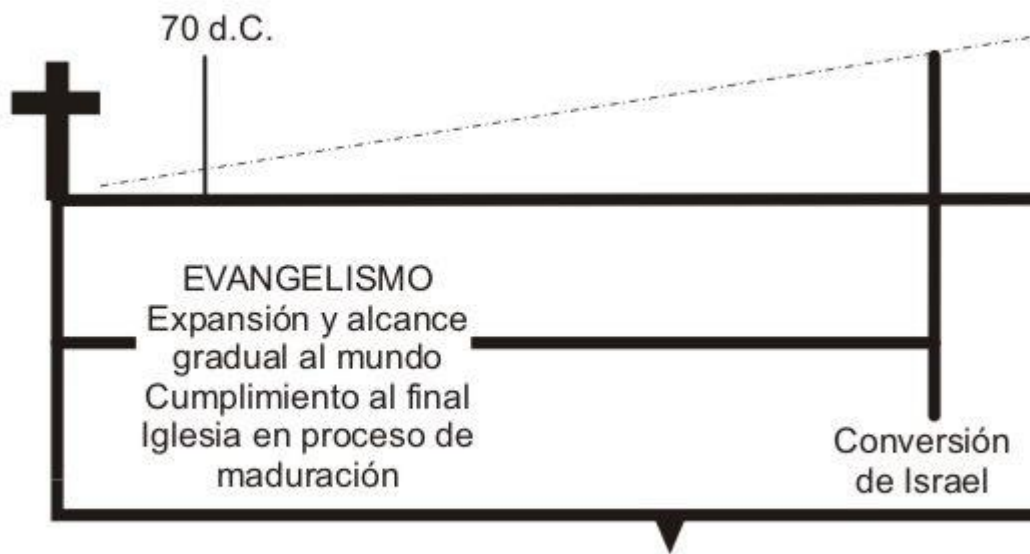 70 d.C.
EVANGELISMO
Expansión y alcance
gradual al mundo
Cumplimiento al final
Iglesia en proceso de
maduración
Conversión
de Israel